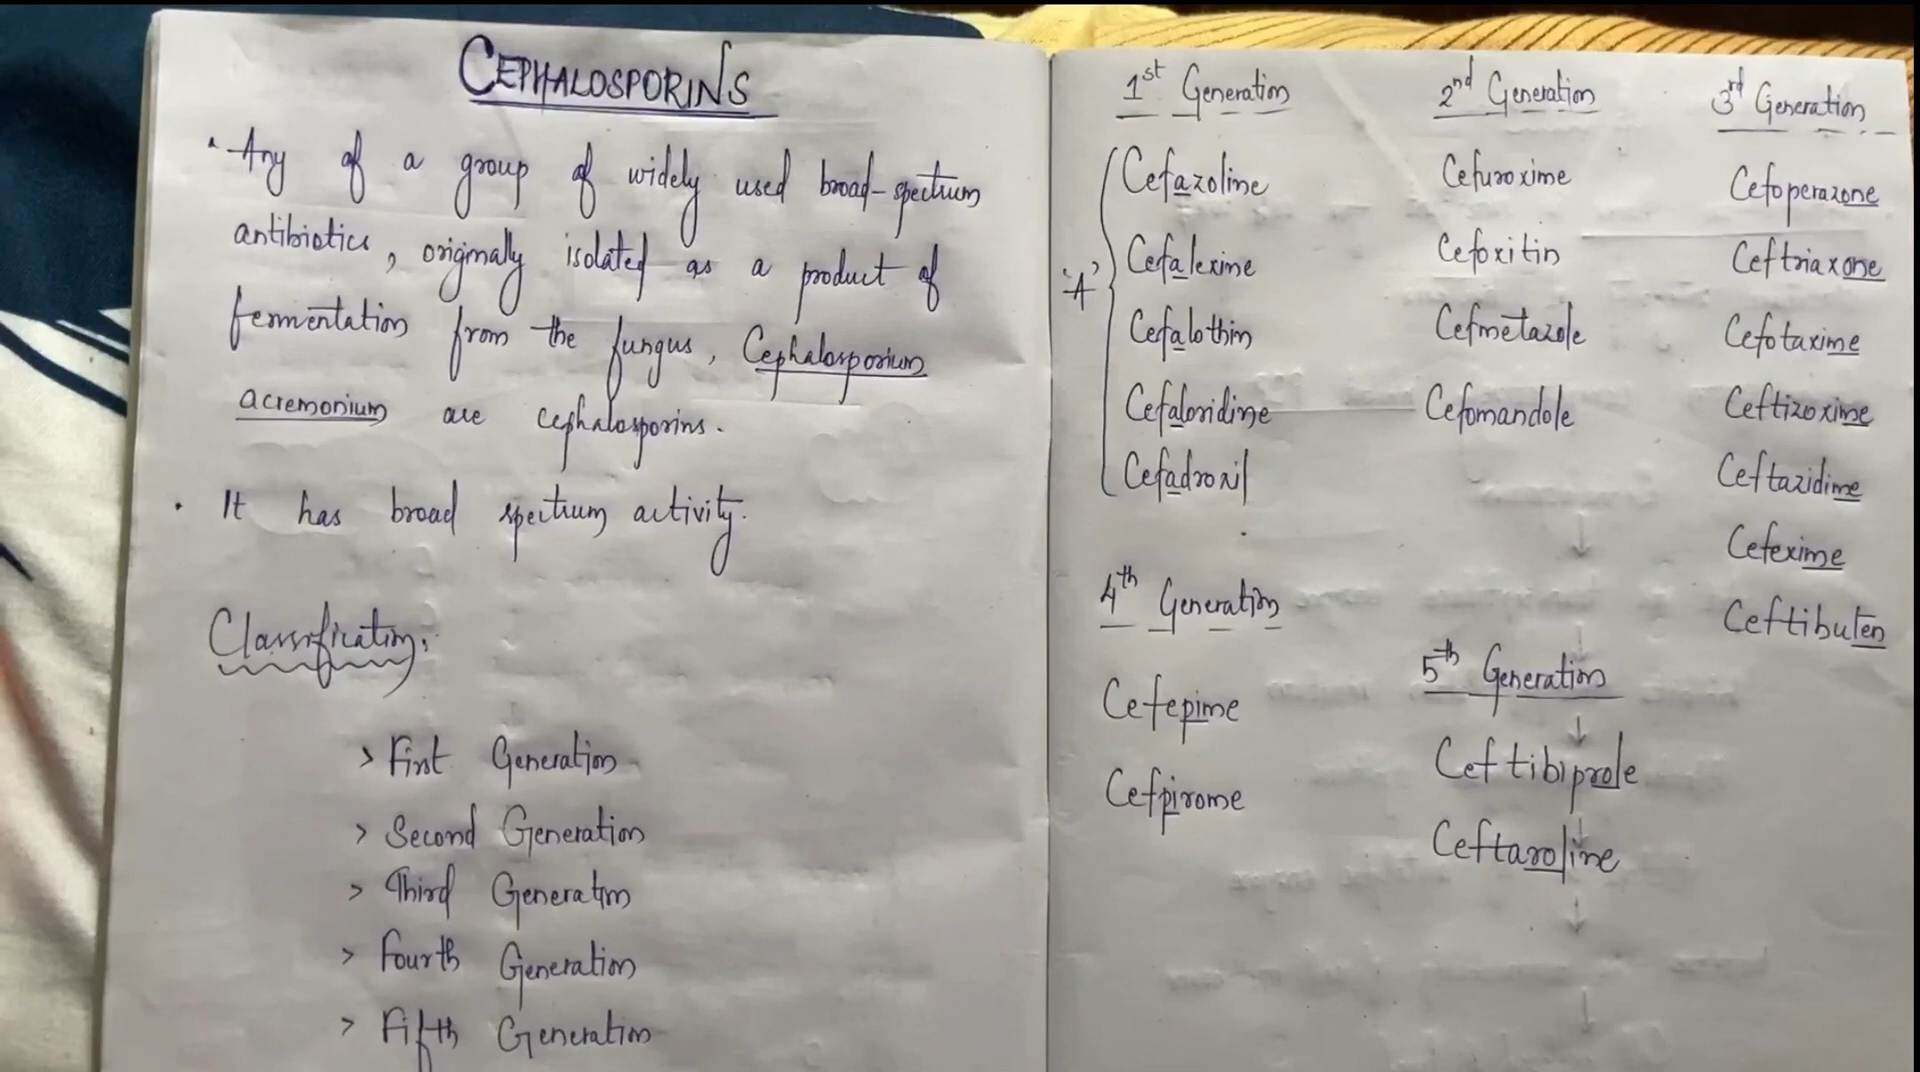 CEPHALOSPORINS
Any of a group of widely used broad-spectrum
antibiotics, originally isolated as a product of
fermentation from the fungus, Cephalosporium
acremonium are cephalosporins.
It has broad spectrum activity.
Classification:
> First Generation
> Second Generation
> Third Generation
> Fourth Generation
> Fifth Generation
1st Generation
'A'
Cefazoline
Cefalexine
Cefalothin
Cefaloridine
Cefadroxil
2nd Generation
Cefuroxime
Cefoxitin
Cefmetazole
Cefomandole
3rd Generation
Cefoperazone
Ceftriaxone
Cefotaxime
Ceftizoxime
Ceftazidime
Cefexime
Ceftibuten
4th Generation
Cefepime
Cefpirome
5th Generation
Ceftibiprole
Ceftaroline